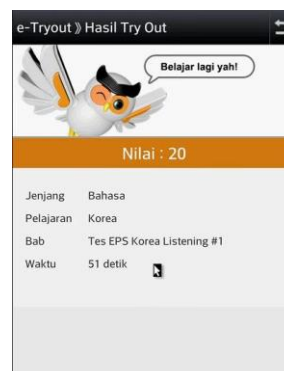 e-Tryout 》Hasil Try Out
Belajar lagi yah!
Nilai : 20
Jenjang Bahasa
Pelajaran Korea
Bab Tes EPS Korea Listening #1
Waktu 51 detik